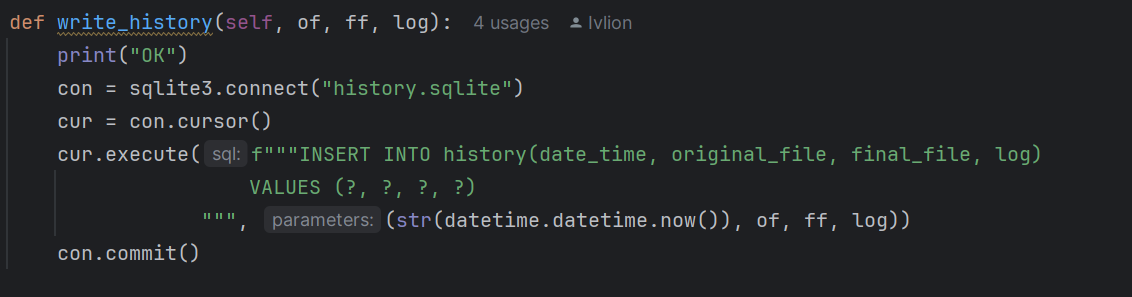 def write_history(self, of, ff, log): 4 usages Ivlion
print("OK")
con = sqlite3.connect("history.sqlite")
cur = con.cursor()
cur.execute( sql: f"""INSERT INTO history(date_time, original_file, final_file, log)
VALUES (?, ?, ?, ?)
""", parameters: (str(datetime.datetime.now()), of, ff, log))
con.commit()